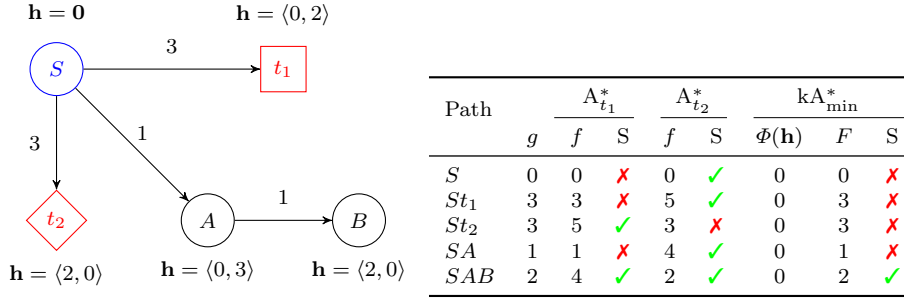 h = 0
h = ⟨0, 2⟩
S
3
t₁
3
1
t₂
A
1
B
h = ⟨2, 0⟩
h = ⟨0, 3⟩
h = ⟨2, 0⟩
Path A*_{t₁} A*_{t₂} kA*_{min}
g f S f S Φ(h) F S
S 0 0 ✗ 0 ✓ 0 0 ✗
St₁ 3 3 ✗ 5 ✓ 0 3 ✗
St₂ 3 5 ✓ 3 ✗ 0 3 ✗
SA 1 1 ✗ 4 ✓ 0 1 ✗
SAB 2 4 ✓ 2 ✓ 0 2 ✓